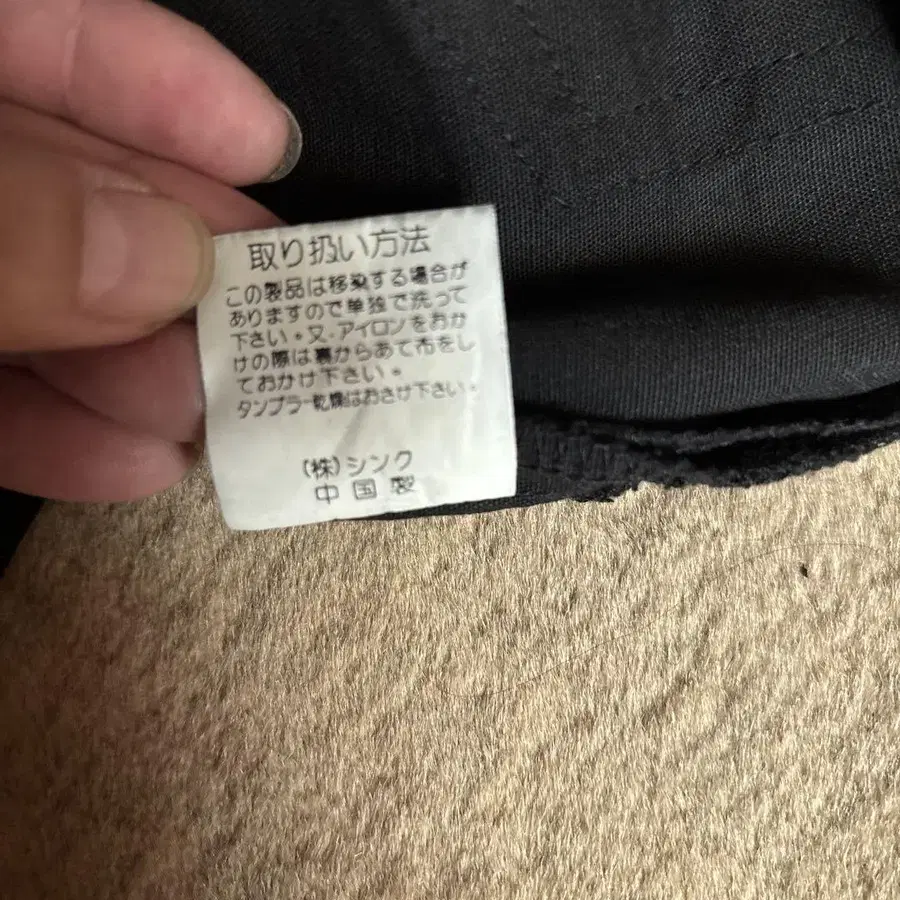 取り扱い方法
この製品は移染する場合が
ありますので単独で洗って
下さい。又、アイロンをおか
けの際は裏からあて布をし
ておかけ下さい。
タンブラー乾燥はおさけ下さい。
(株)シンク
中国製